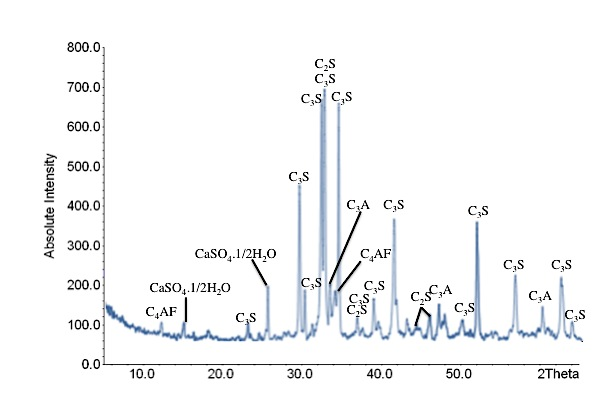 800.0
700.0
600.0
500.0
400.0
300.0
200.0
100.0
0.0
Absolute Intensity
10.0 20.0 30.0 40.0 50.0 2Theta
C₄AF
CaSO₄.1/2H₂O
C₃S
CaSO₄.1/2H₂O
C₃S
C₃S
C₃S
C₂S
C₃S
C₃S
C₃A
C₄AF
C₃S
C₂S
C₃S
C₃S
C₂S
C₃A
C₃S
C₃S
C₃S
C₃A
C₃S
C₃S